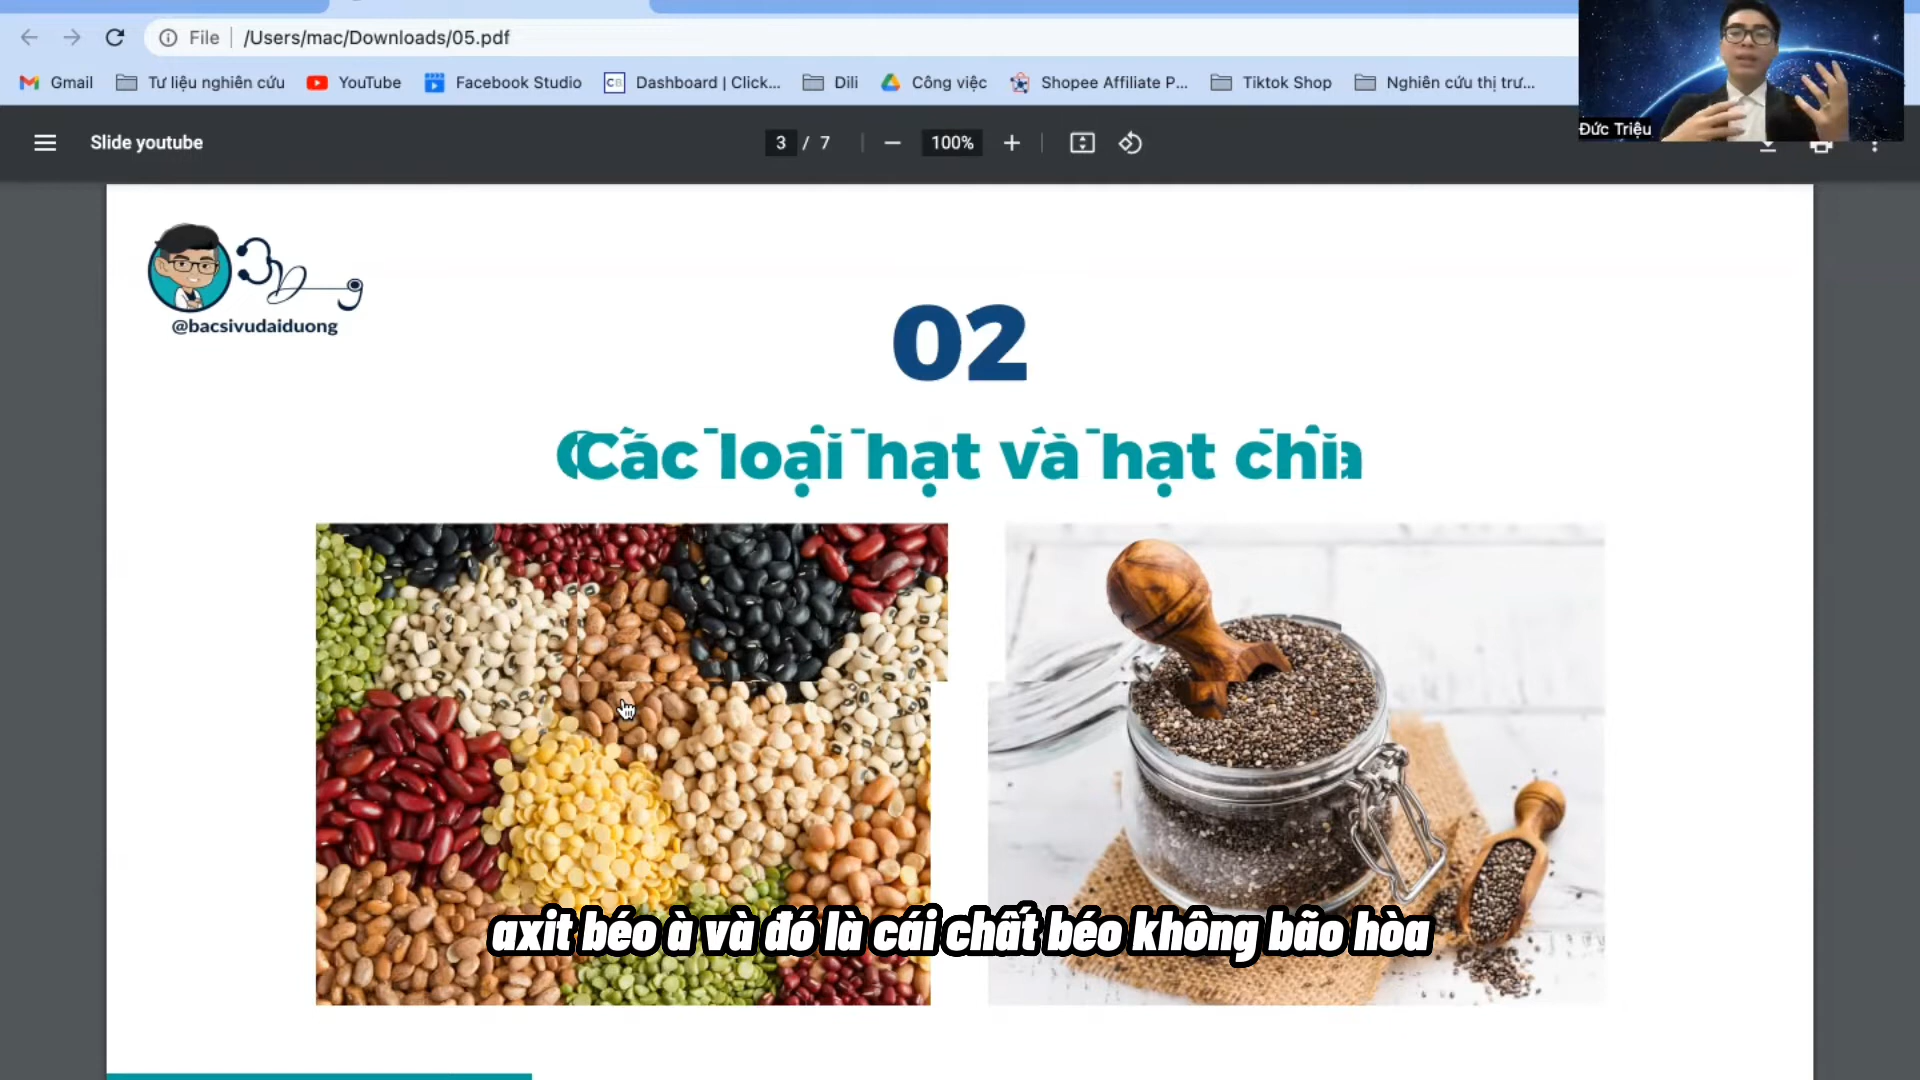 File
/Users/mac/Downloads/05.pdf
Gmail
Tư liệu nghiên cứu
YouTube
Facebook Studio
CB
Dashboard | Click...
Dili
Công việc
Shopee Affiliate P...
Tiktok Shop
Nghiên cứu thị trư...
Đức Triệu
Slide youtube
3 / 7
100%
@bacsivudaiduong
02
Các loại hạt và hạt chia
axit béo à và đó là cái chất béo không bão hòa